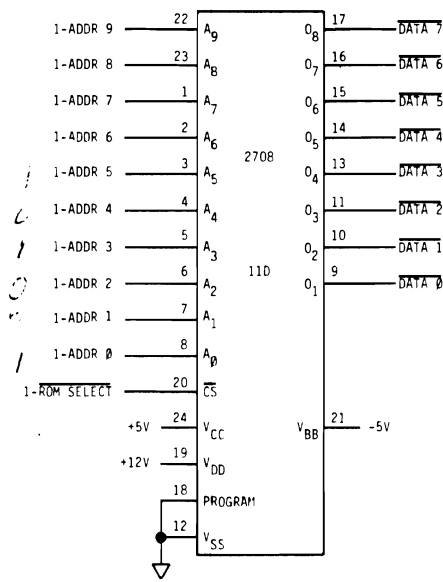 1-ADDR 9 22 A9 O8 17 DATA 7
1-ADDR 8 23 A8 O7 16 DATA 6
1-ADDR 7 1 A7 O6 15 DATA 5
1-ADDR 6 2 A6 O5 14 DATA 4
2708
1-ADDR 5 3 A5 O4 13 DATA 3
1-ADDR 4 4 A4 O3 11 DATA 2
1-ADDR 3 5 A3 O2 10 DATA 1
11D
1-ADDR 2 6 A2 O1 9 DATA Ø
1-ADDR 1 7 A1
1-ADDR Ø 8 AØ
1-ROM SELECT 20 CS
+5V 24 VCC VBB 21 -5V
+12V 19 VDD
18 PROGRAM
12 VSS